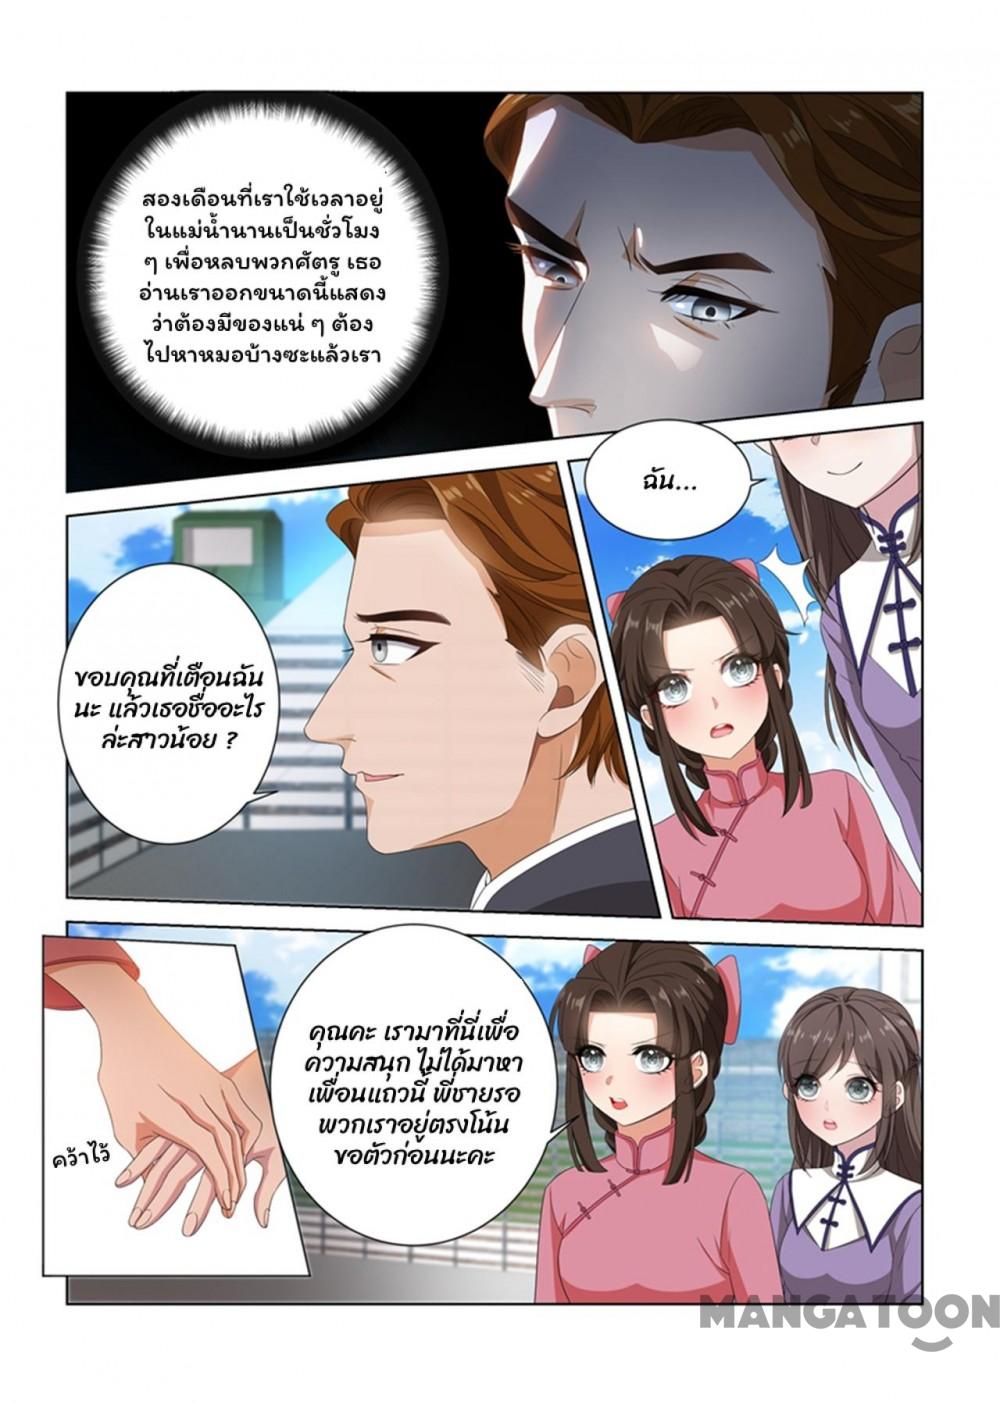 สองเดือนที่เราใช้เวลาอยู่
ในแม่น้ำนานเป็นชั่วโมง
ๆ เพื่อหลบพวกศัตรู เธอ
อ่านเราออกขนาดนี้แสดง
ว่าต้องมีของแน่ ๆ ต้อง
ไปหาหมอบ้างซะแล้วเรา
ฉัน...
ขอบคุณที่เตือนฉัน
นะ แล้วเธอชื่ออะไร
ล่ะสาวน้อย ?
คุณคะ เรามาที่นี่เพื่อ
ความสนุก ไม่ได้มาหา
เพื่อนแถวนี้ พี่ชายรอ
พวกเราอยู่ตรงโน้น
ขอตัวก่อนนะคะ
คว้าไว้
MANGATOON